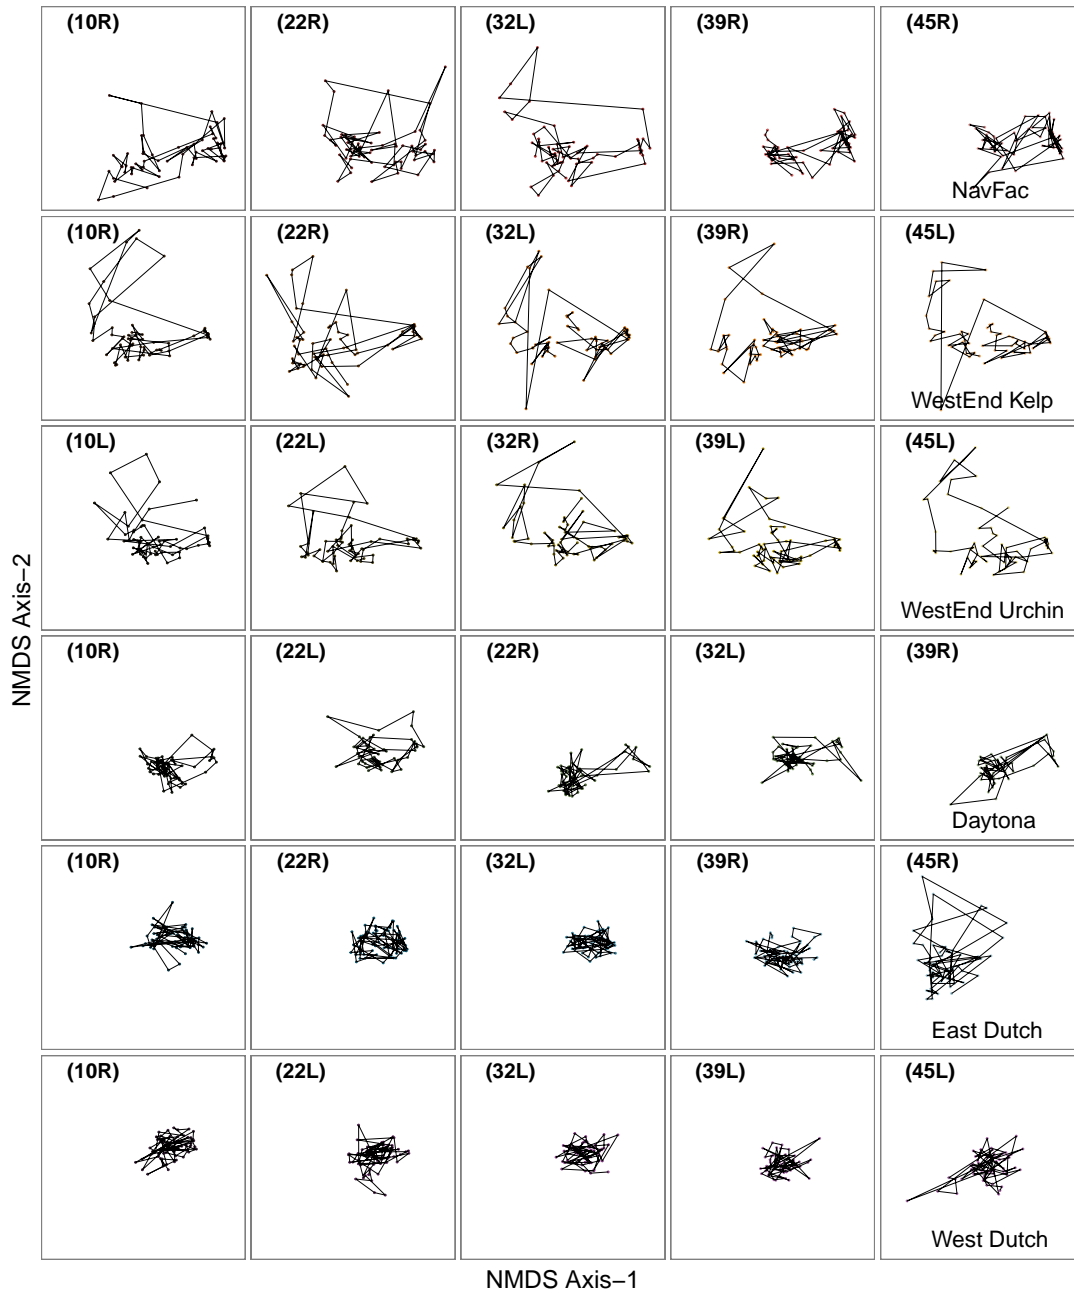 (10R) (22R) (32L) (39R) (45R)
NavFac
(10R) (22R) (32L) (39R) (45L)
WestEnd Kelp
(10L) (22L) (32R) (39L) (45L)
WestEnd Urchin
(10R) (22L) (22R) (32L) (39R)
Daytona
(10R) (22R) (32L) (39R) (45R)
East Dutch
(10R) (22L) (32L) (39L) (45L)
West Dutch
NMDS Axis−2
NMDS Axis−1